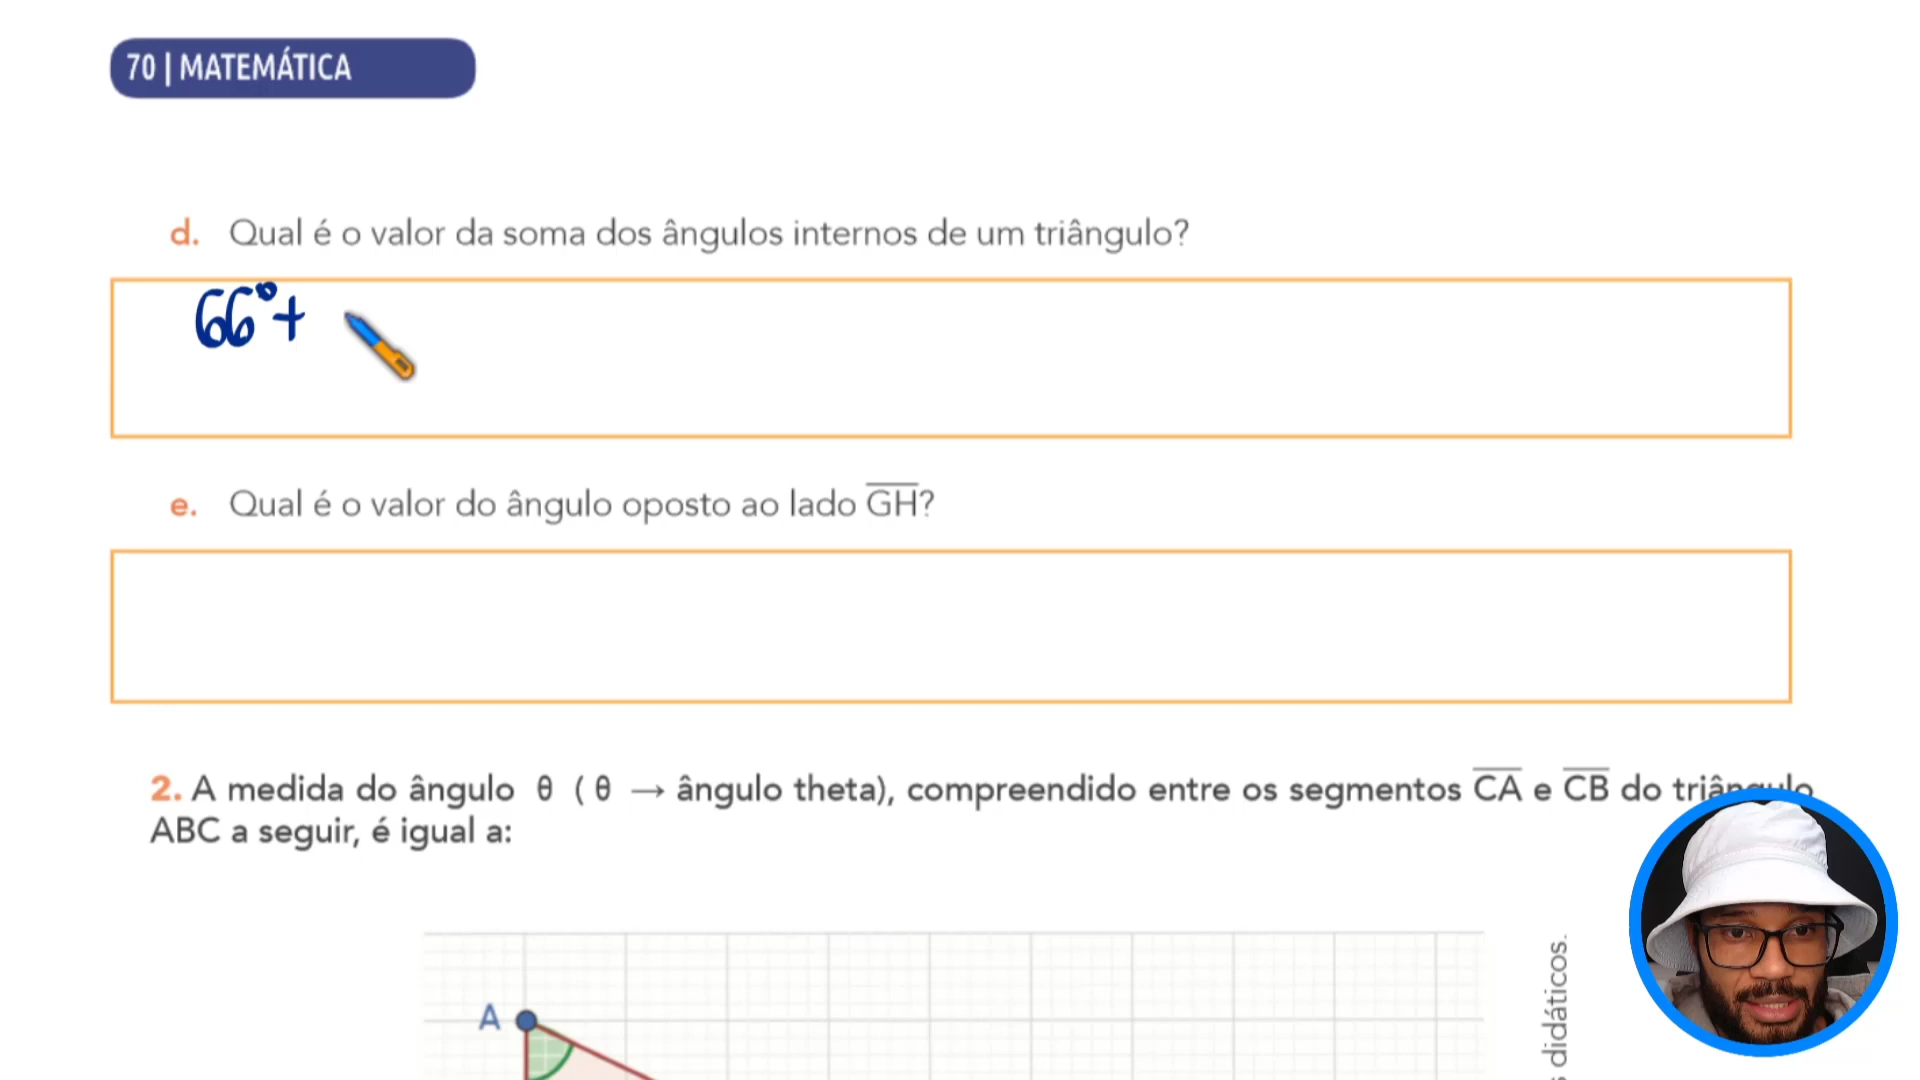 70 | MATEMÁTICA
d. Qual é o valor da soma dos ângulos internos de um triângulo?
66°+
e. Qual é o valor do ângulo oposto ao lado GH?
2. A medida do ângulo θ ( θ → ângulo theta), compreendido entre os segmentos CA e CB do triângulo
ABC a seguir, é igual a:
A
didáticos.